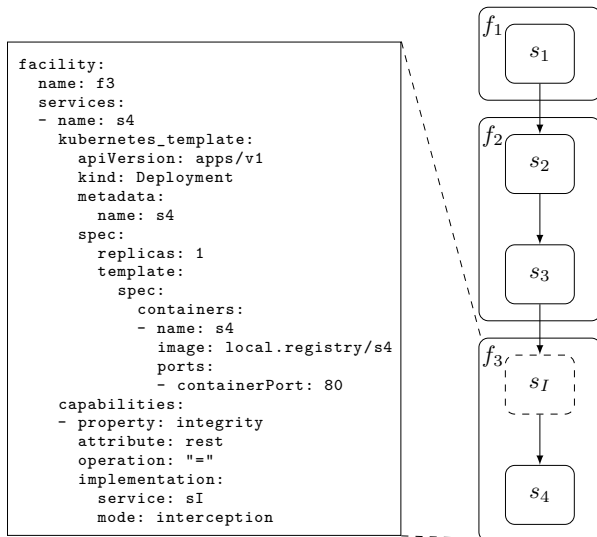 facility:
  name: f3
  services:
  - name: s4
    kubernetes_template:
      apiVersion: apps/v1
      kind: Deployment
      metadata:
        name: s4
      spec:
        replicas: 1
        template:
          spec:
            containers:
            - name: s4
              image: local.registry/s4
              ports:
              - containerPort: 80
    capabilities:
    - property: integrity
      attribute: rest
      operation: "="
      implementation:
        service: sI
        mode: interception
f1
s1
f2
s2
s3
f3
sI
s4